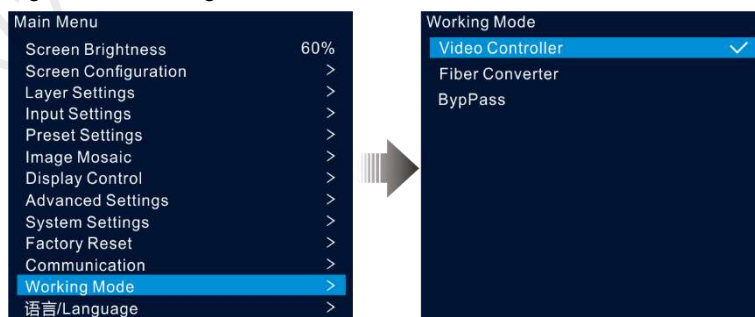 Main Menu
Screen Brightness 60%
Screen Configuration >
Layer Settings >
Input Settings >
Preset Settings >
Image Mosaic >
Display Control >
Advanced Settings >
System Settings >
Factory Reset >
Communication >
Working Mode >
语言/Language >
Working Mode
Video Controller ✓
Fiber Converter
BypPass